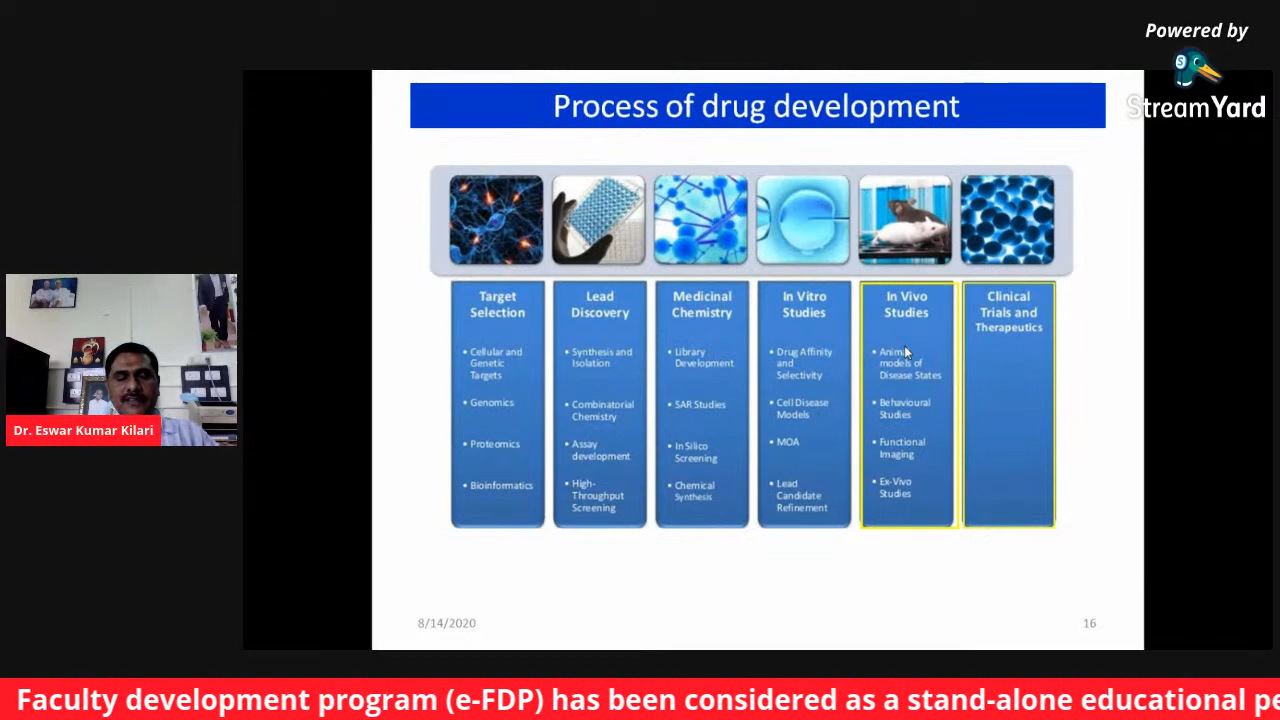 Powered by
StreamYard
Process of drug development
Target
Selection
• Cellular and
Genetic
Targets
• Genomics
• Proteomics
• Bioinformatics
Lead
Discovery
• Synthesis and
Isolation
• Combinatorial
Chemistry
• Assay
development
• High-
Throughput
Screening
Medicinal
Chemistry
• Library
Development
• SAR Studies
• In Silico
Screening
• Chemical
Synthesis
In Vitro
Studies
• Drug Affinity
and
Selectivity
• Cell Disease
Models
• MOA
• Lead
Candidate
Refinement
In Vivo
Studies
• Animal
models of
Disease States
• Behavioural
Studies
• Functional
Imaging
• Ex-Vivo
Studies
Clinical
Trials and
Therapeutics
Dr. Eswar Kumar Kilari
8/14/2020
16
Faculty development program (e-FDP) has been considered as a stand-alone educational pe